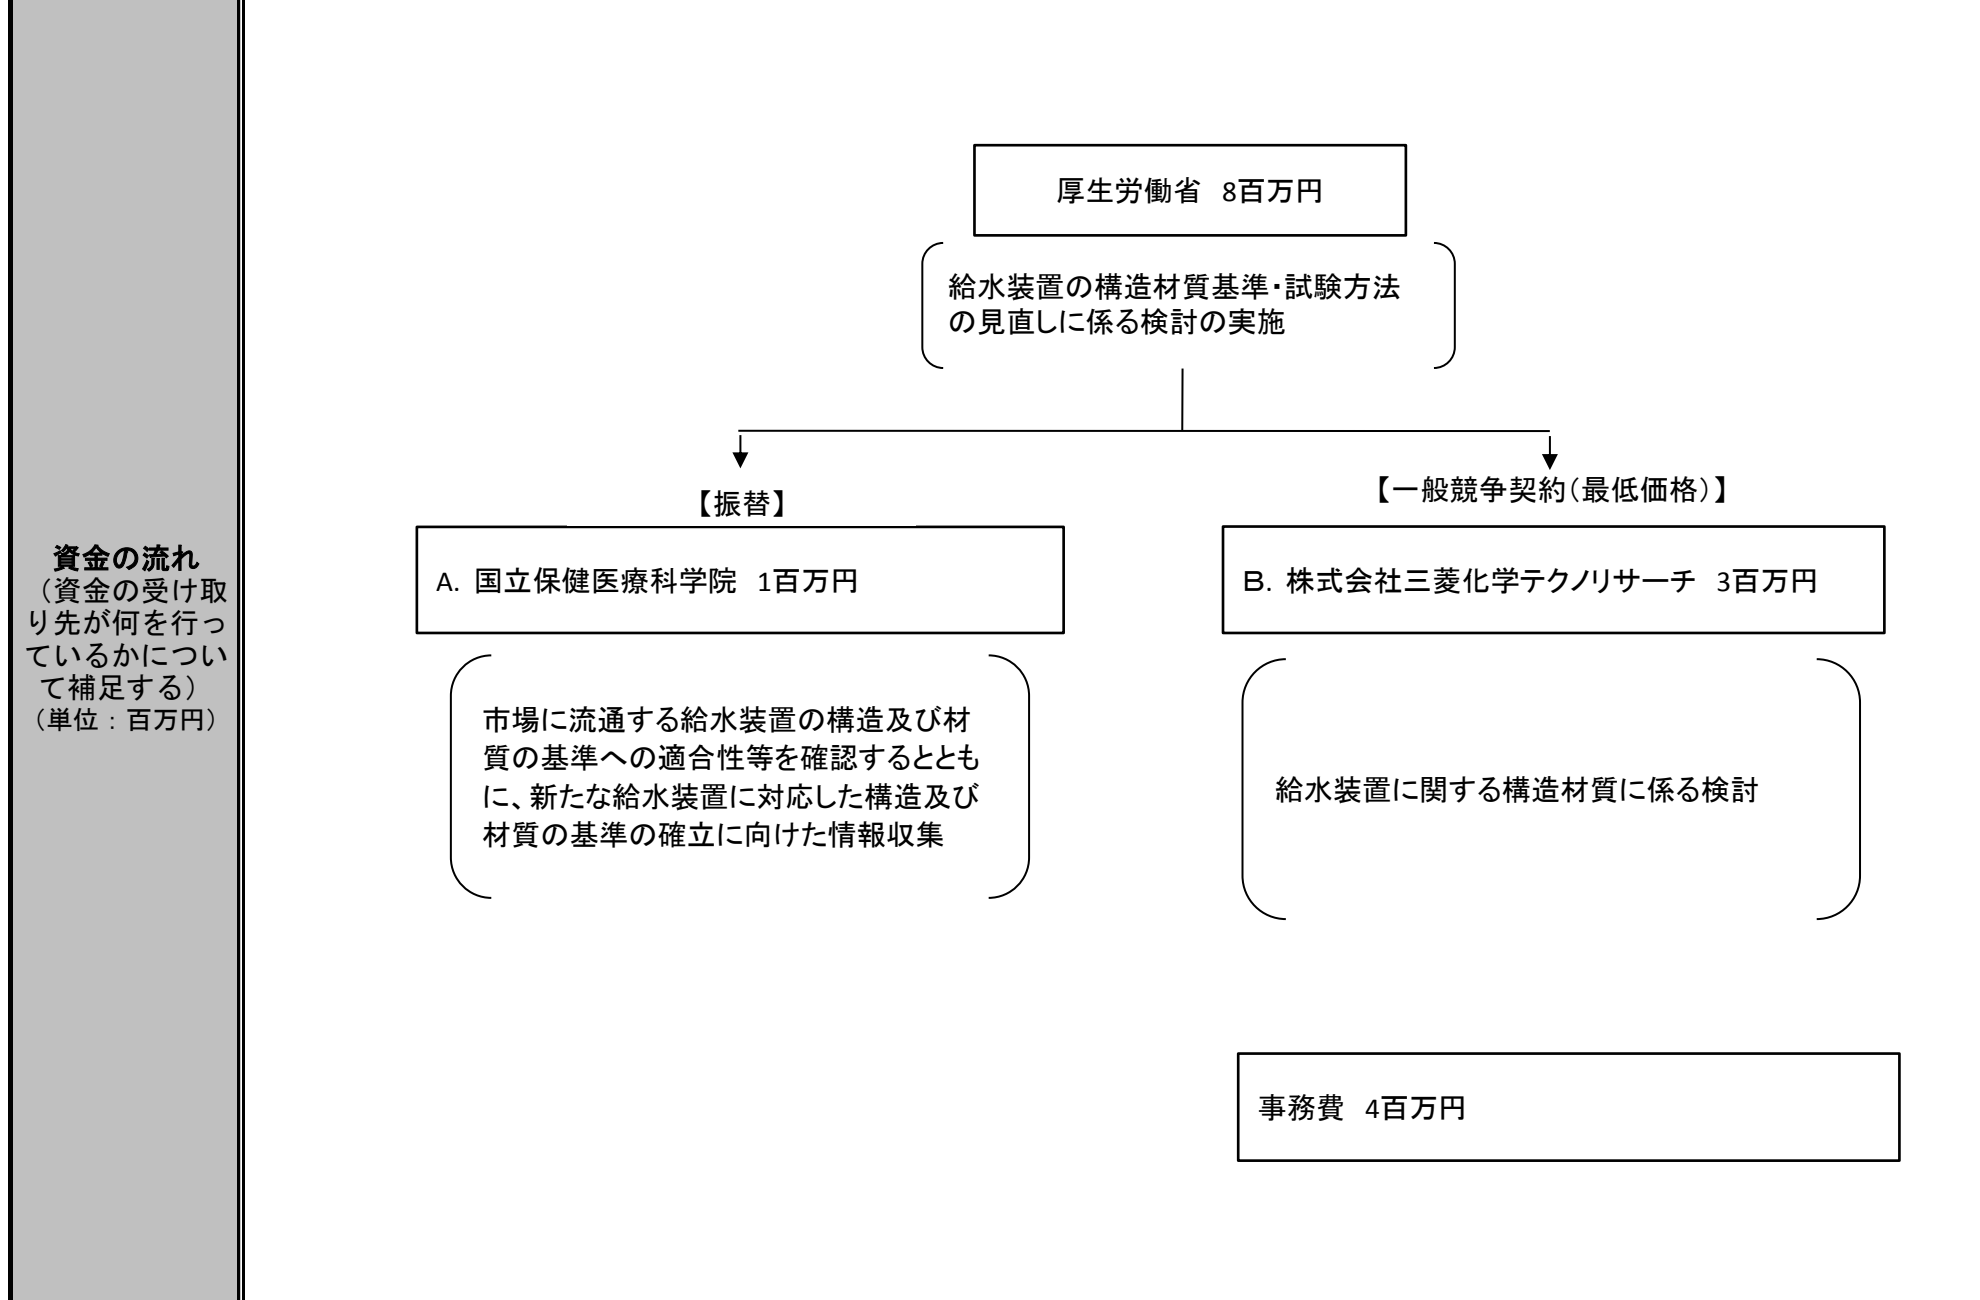 資金の流れ
（資金の受け取
り先が何を行っ
ているかについ
て補足する）
（単位：百万円）
厚生労働省　8百万円
給水装置の構造材質基準・試験方法
の見直しに係る検討の実施
【振替】
【一般競争契約（最低価格）】
A. 国立保健医療科学院　1百万円
Ｂ. 株式会社三菱化学テクノリサーチ　3百万円
市場に流通する給水装置の構造及び材
質の基準への適合性等を確認するととも
に、新たな給水装置に対応した構造及び
材質の基準の確立に向けた情報収集
給水装置に関する構造材質に係る検討
事務費　4百万円